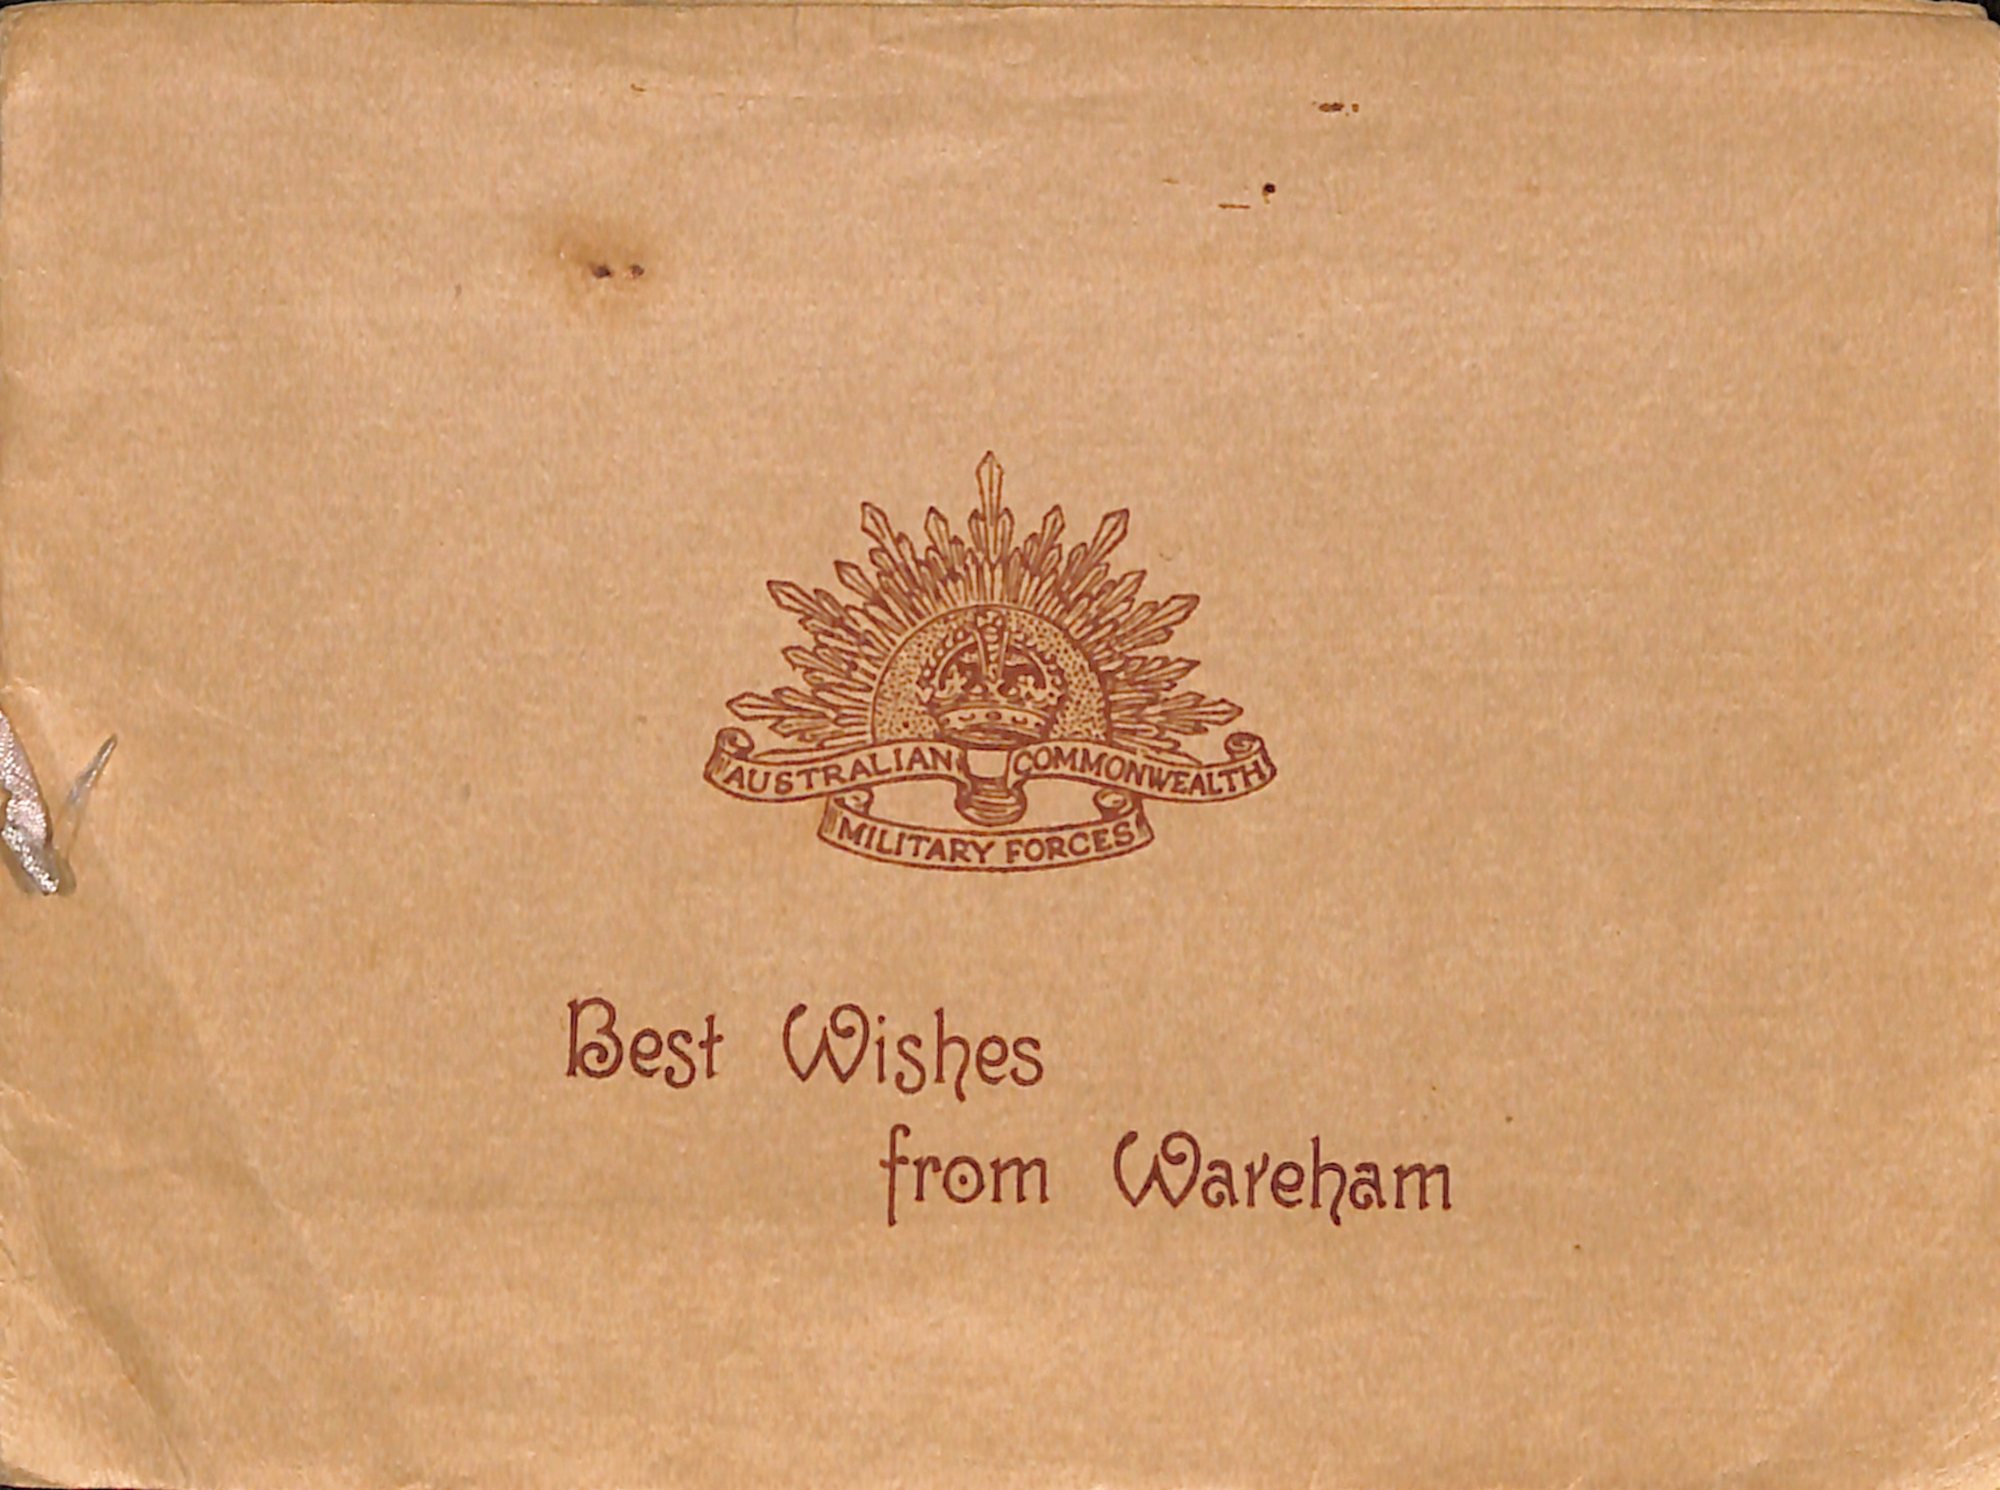 AUSTRALIAN COMMONWEALTH
MILITARY FORCES
Best Wishes
from Wareham